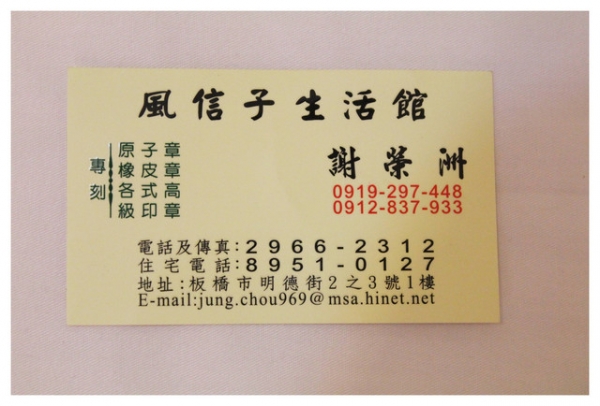 風信子生活館
專刻
原子章
橡皮章
各式高
級印章
謝榮洲
0919-297-448
0912-837-933
電話及傳真:2966-2312
住宅電話:8951-0127
地址:板橋市明德街2之3號1樓
E-mail:jung.chou969@msa.hinet.net